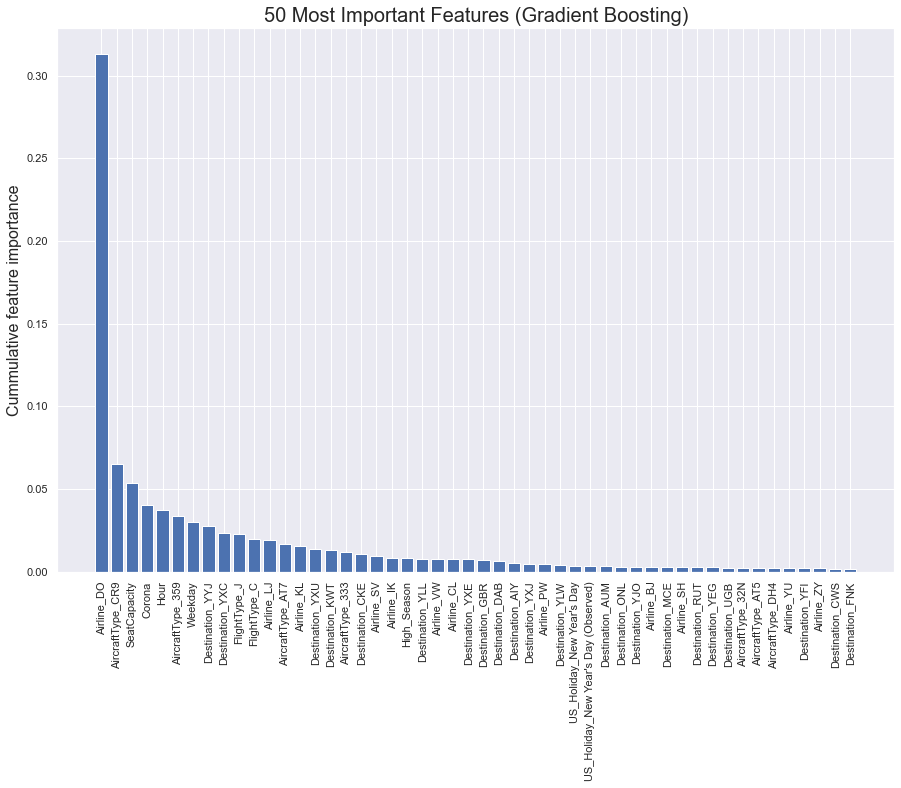 50 Most Important Features (Gradient Boosting)
Cummulative feature importance
0.30
0.25
0.20
0.15
0.10
0.05
0.00
Airline_DO
AircraftType_CR9
SeatCapacity
Corona
Hour
AircraftType_359
Weekday
Destination_YYJ
Destination_YXC
FlightType_J
FlightType_C
Airline_LJ
AircraftType_AT7
Airline_KL
Destination_YXU
Destination_KWT
AircraftType_333
Destination_CKE
Airline_SV
Airline_IK
High_Season
Destination_YLL
Airline_VW
Airline_CL
Destination_YXE
Destination_GBR
Destination_DAB
Destination_AIY
Destination_YXJ
Airline_PW
Destination_YLW
US_Holiday_New Year's Day
US_Holiday_New Year's Day (Observed)
Destination_AUM
Destination_ONL
Destination_YJO
Airline_BJ
Destination_MCE
Airline_SH
Destination_RUT
Destination_YEG
Destination_UGB
AircraftType_32N
AircraftType_AT5
AircraftType_DH4
Airline_YU
Destination_YFI
Airline_ZY
Destination_CWS
Destination_FNK